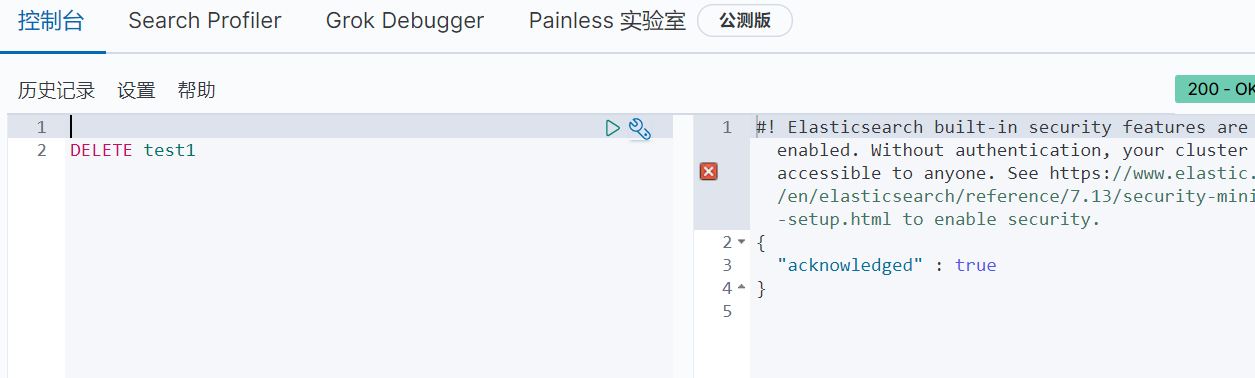 控制台 Search Profiler Grok Debugger Painless 实验室 公测版
历史记录 设置 帮助
200 - OK
1
2 DELETE test1
1 #! Elasticsearch built-in security features are
enabled. Without authentication, your cluster
accessible to anyone. See https://www.elastic.
/en/elasticsearch/reference/7.13/security-mini
-setup.html to enable security.
2 {
3 "acknowledged" : true
4 }
5